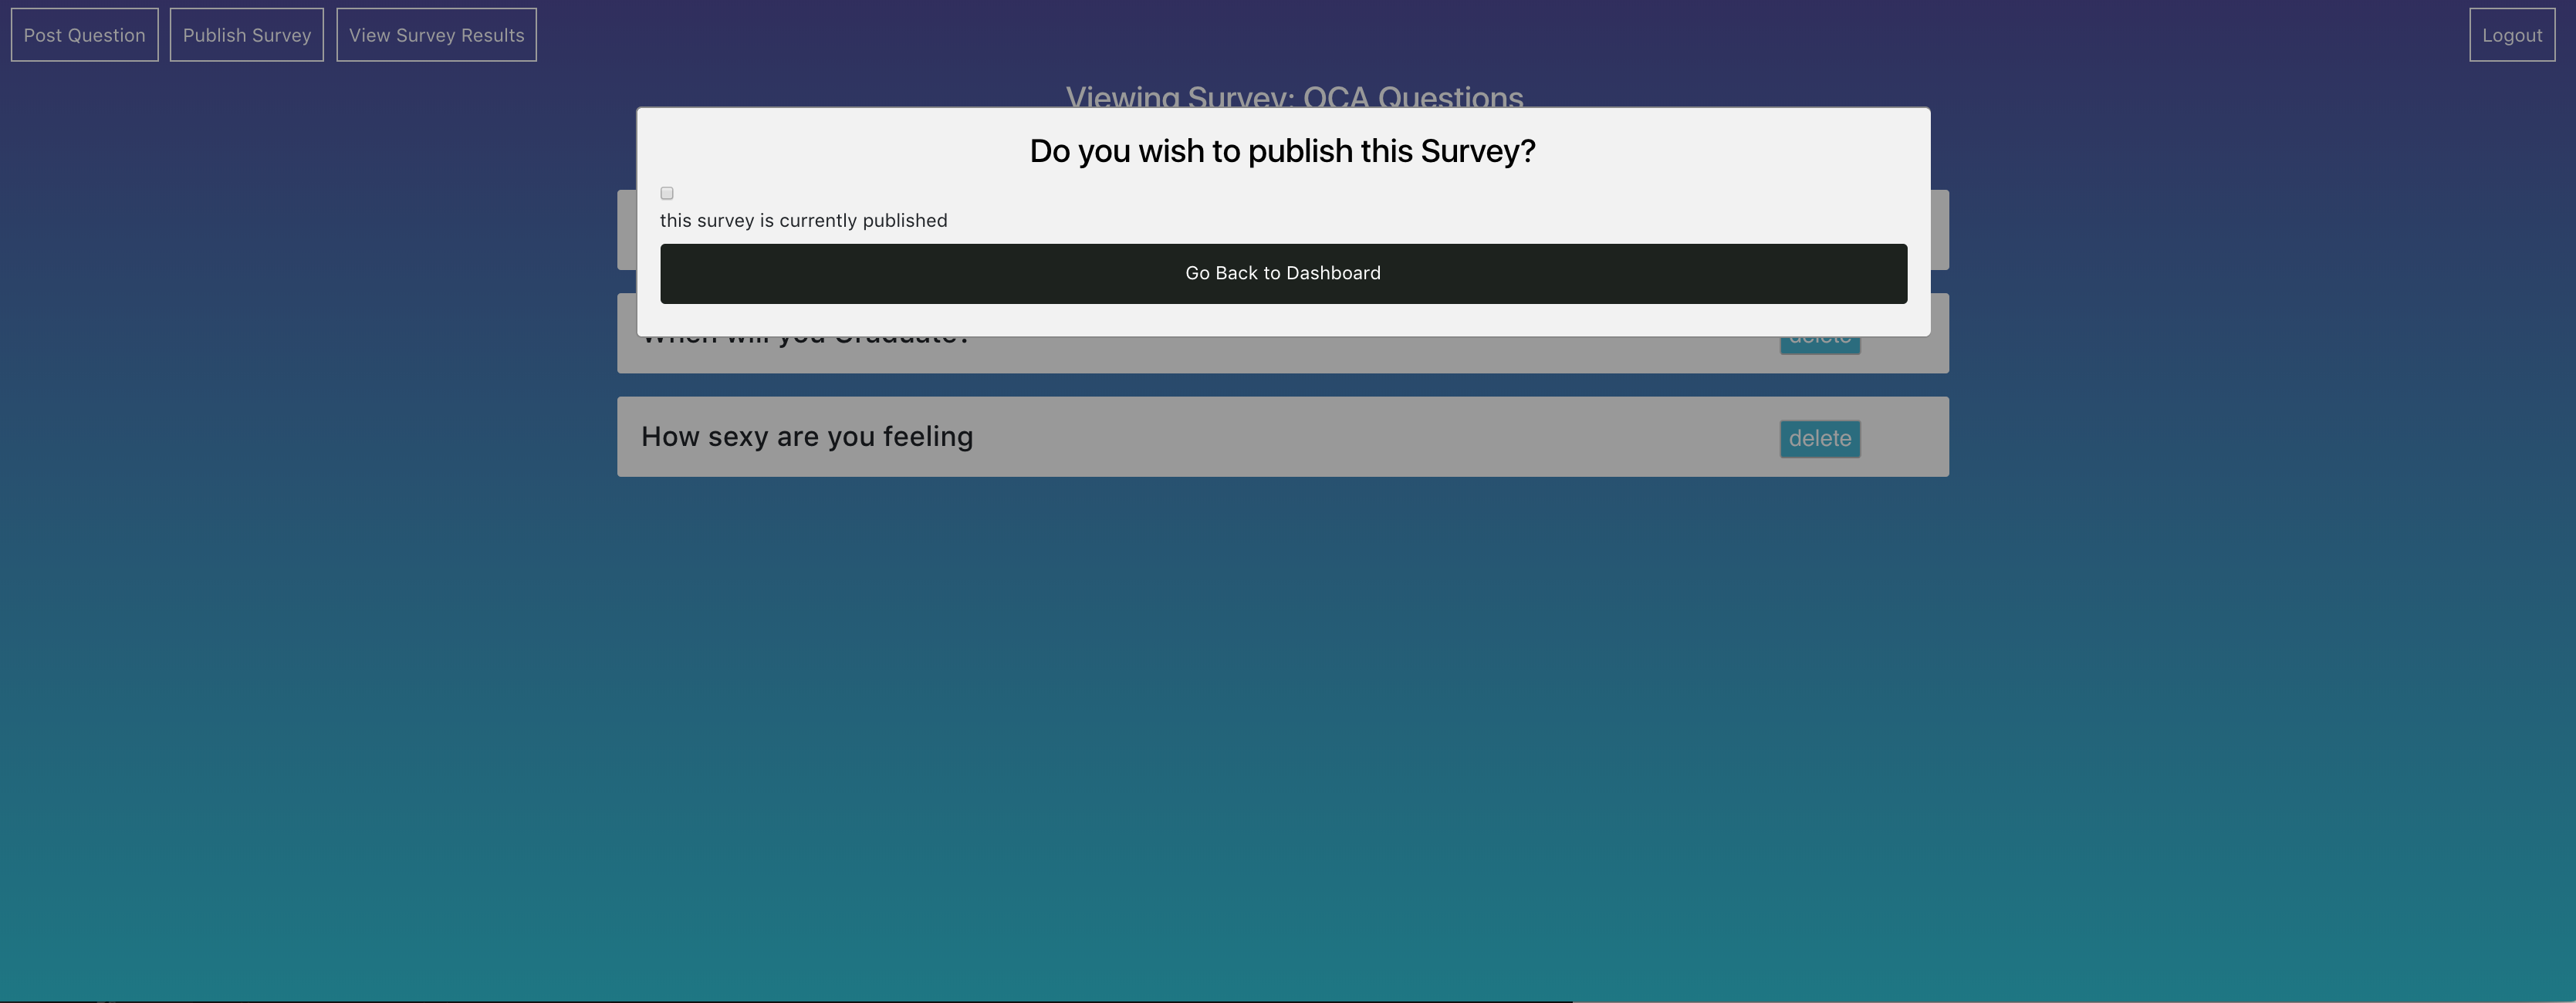 Post Question
Publish Survey
View Survey Results
Logout
Viewing Survey: OCA Questions
Do you wish to publish this Survey?
this survey is currently published
Go Back to Dashboard
When will you Graduate?
delete
How sexy are you feeling
delete